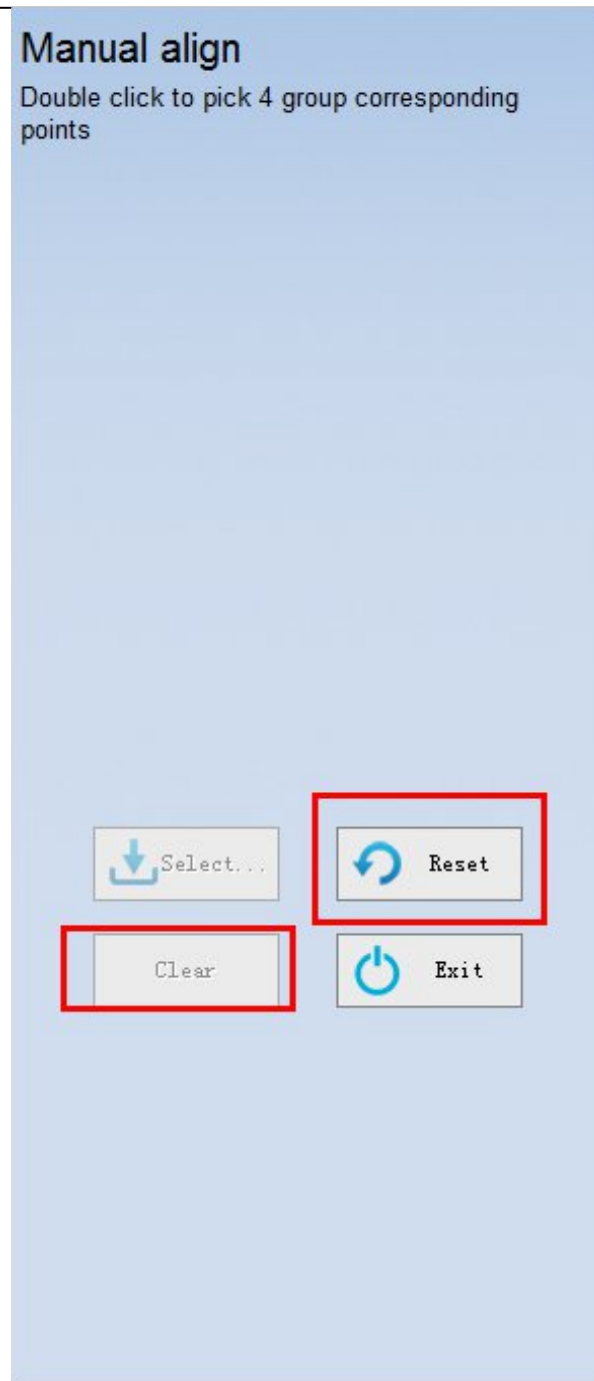 Manual align
Double click to pick 4 group corresponding
points
Select...
Reset
Clear
Exit